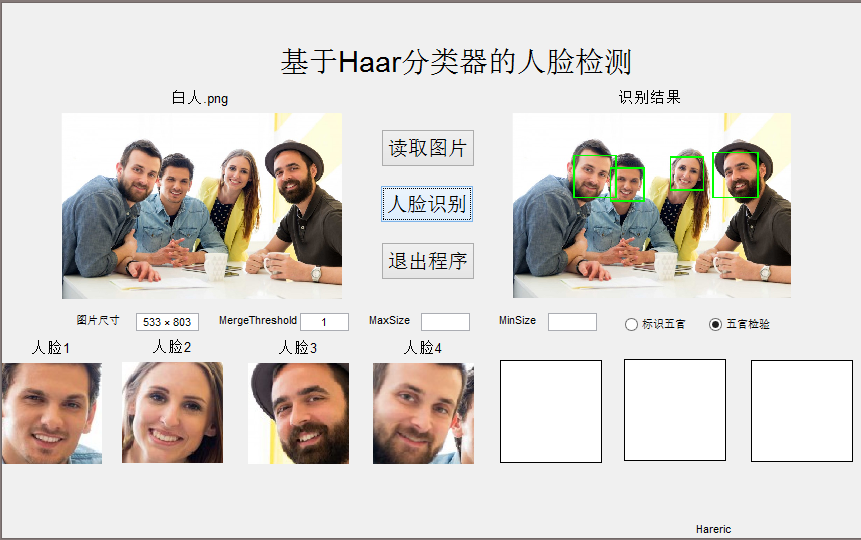 基于Haar分类器的人脸检测
白人.png
识别结果
读取图片
人脸识别
退出程序
图片尺寸 533 × 803 MergeThreshold 1 MaxSize MinSize 标识五官 五官检验
人脸1 人脸2 人脸3 人脸4
Hareric